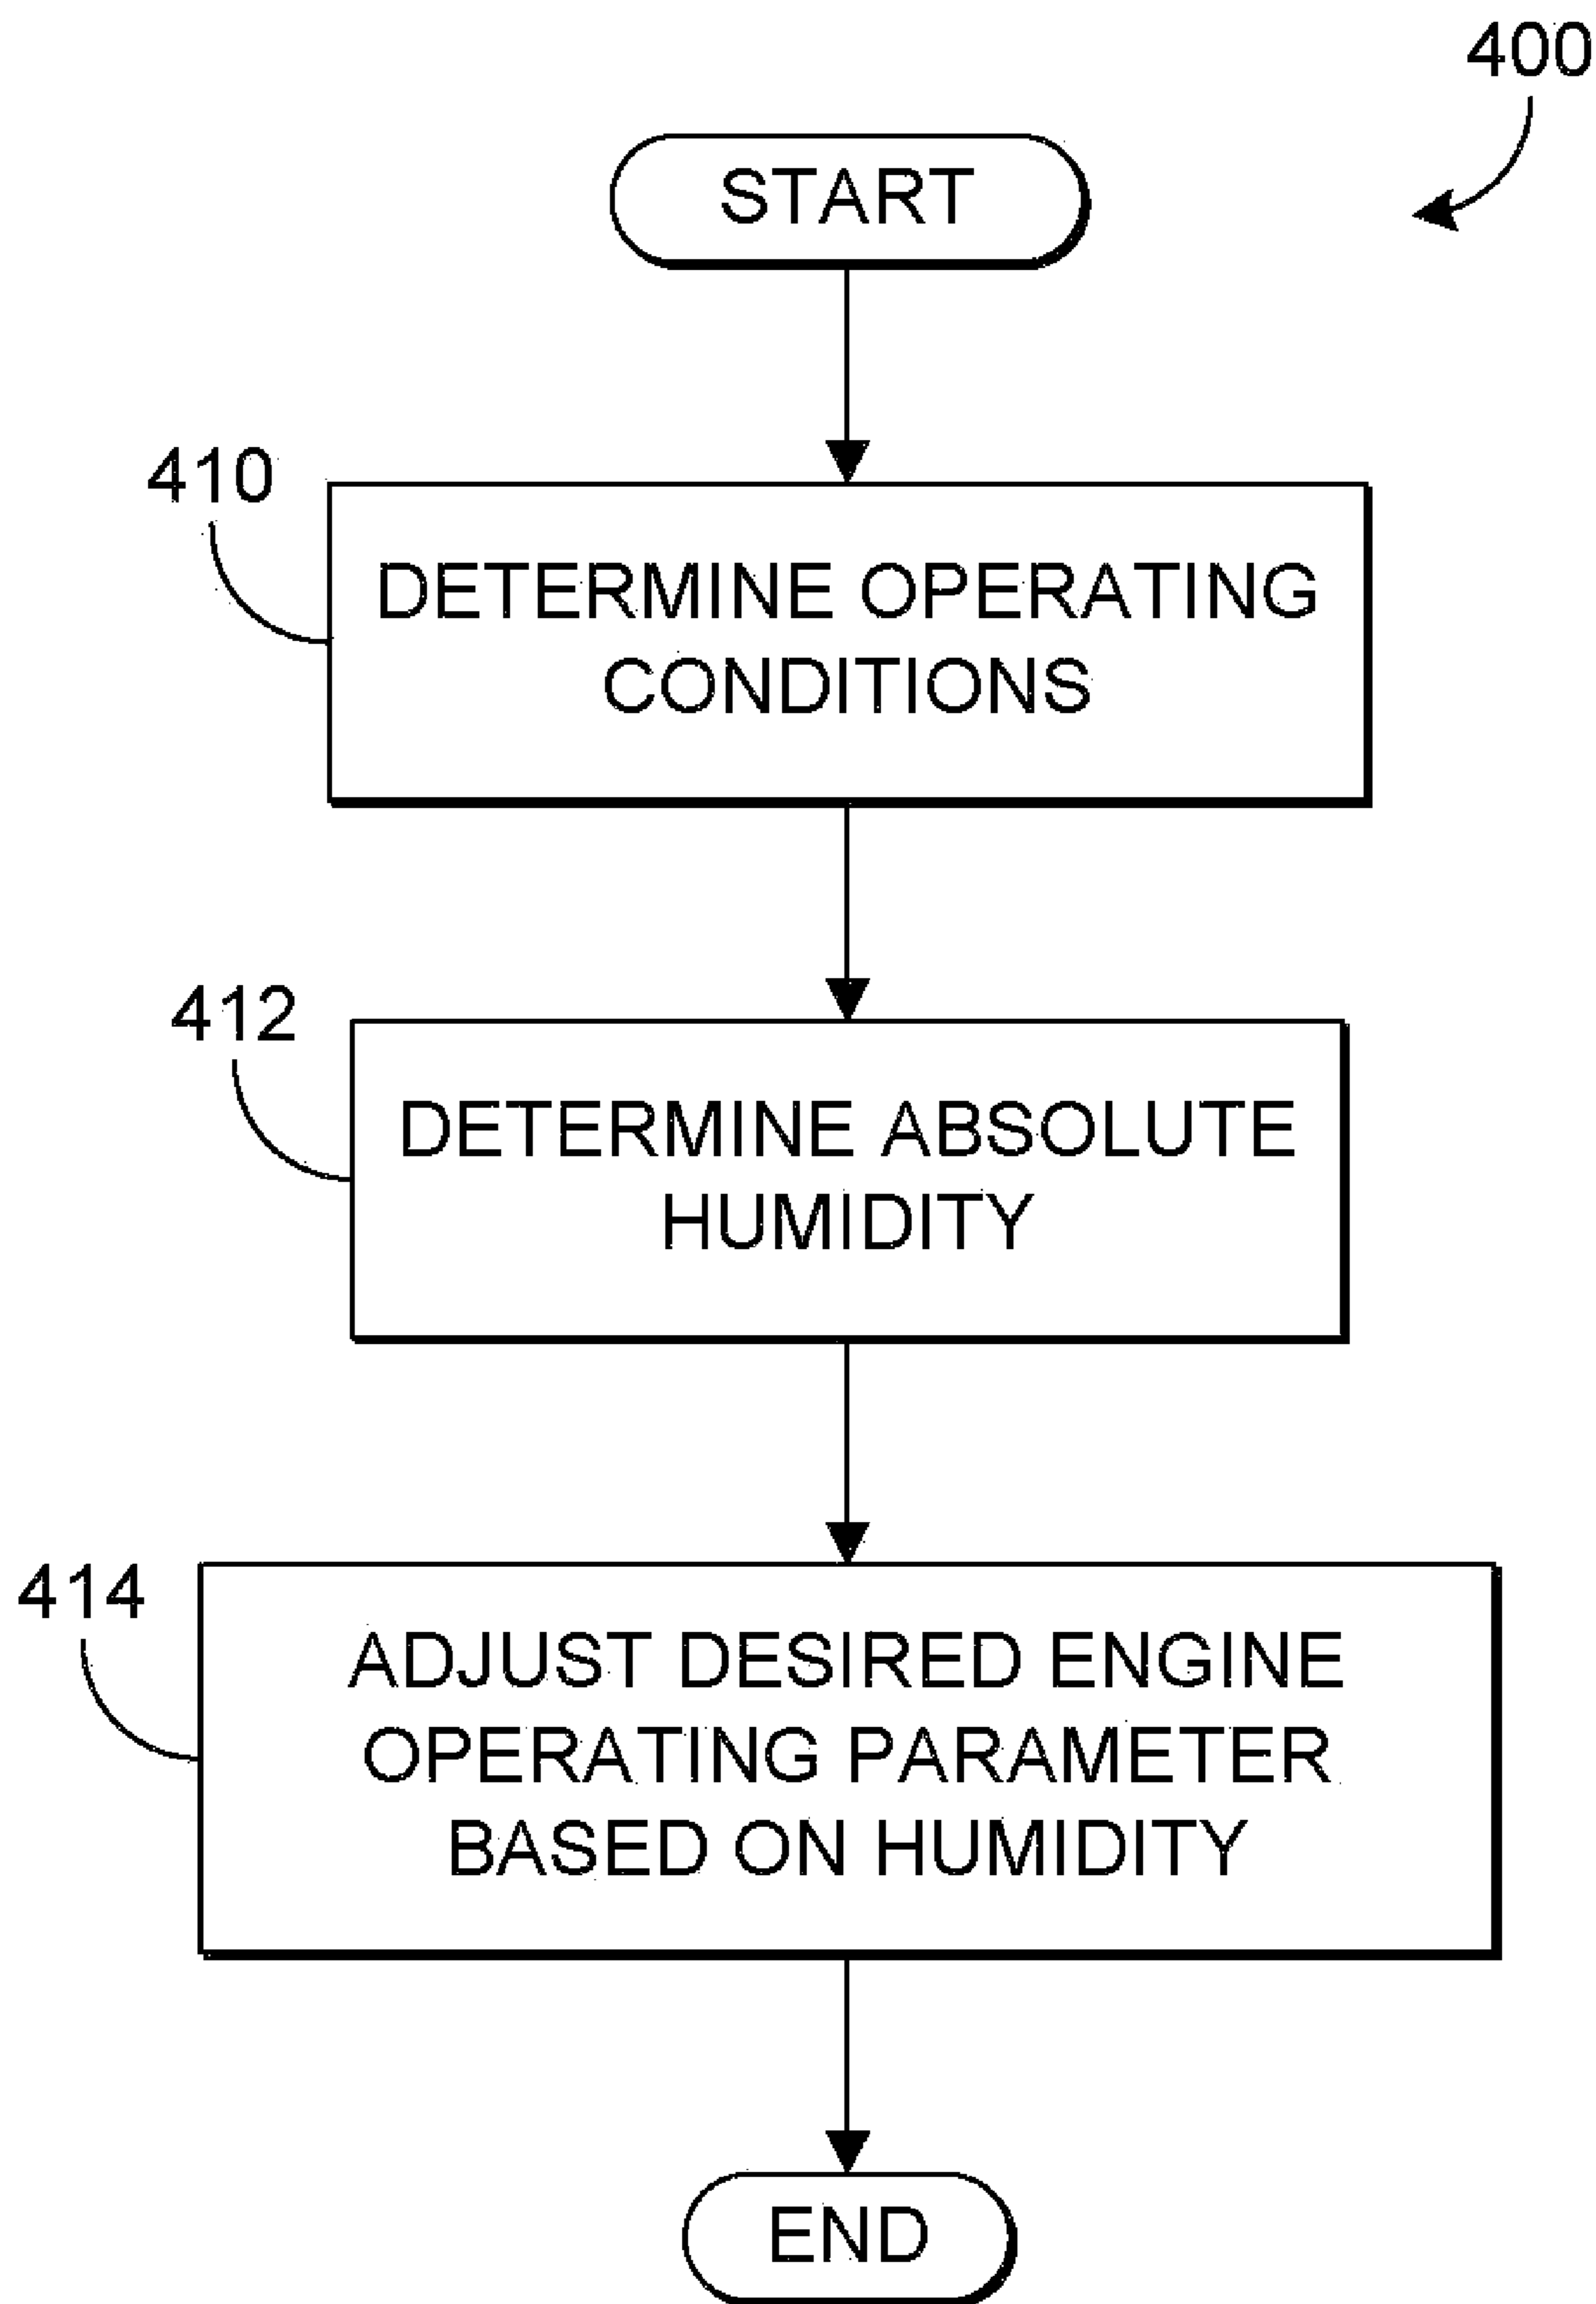 400
START
410
DETERMINE OPERATING
CONDITIONS
412
DETERMINE ABSOLUTE
HUMIDITY
414
ADJUST DESIRED ENGINE
OPERATING PARAMETER
BASED ON HUMIDITY
END